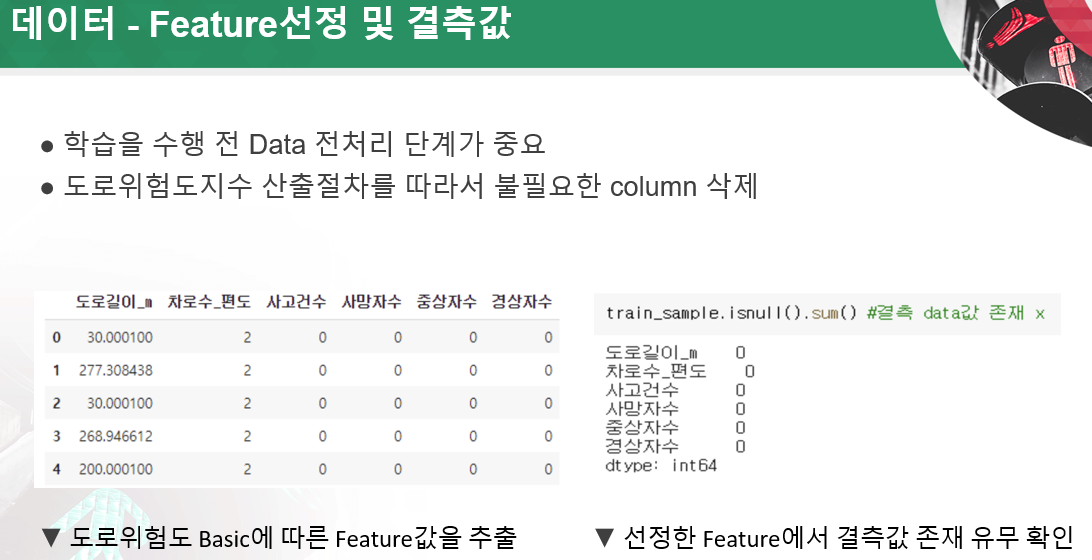 데이터 - Feature선정 및 결측값
● 학습을 수행 전 Data 전처리 단계가 중요
● 도로위험도지수 산출절차를 따라서 불필요한 column 삭제
도로길이_m 차로수_편도 사고건수 사망자수 중상자수 경상자수
0 30.000100 2 0 0 0 0
1 277.308438 2 0 0 0 0
2 30.000100 2 0 0 0 0
3 268.946612 2 0 0 0 0
4 200.000100 2 0 0 0 0
▼ 도로위험도 Basic에 따른 Feature값을 추출
train_sample.isnull().sum() #결측 data값 존재 x
도로길이_m 0
차로수_편도 0
사고건수 0
사망자수 0
중상자수 0
경상자수 0
dtype: int64
▼ 선정한 Feature에서 결측값 존재 유무 확인